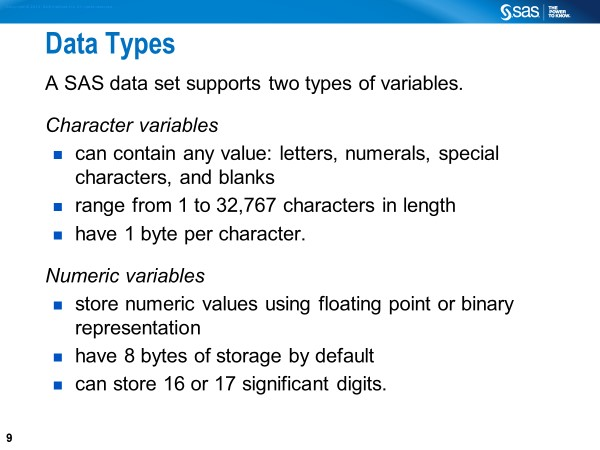 sas
THE
POWER
TO KNOW.
Data Types
A SAS data set supports two types of variables.
Character variables
can contain any value: letters, numerals, special
characters, and blanks
range from 1 to 32,767 characters in length
have 1 byte per character.
Numeric variables
store numeric values using floating point or binary
representation
have 8 bytes of storage by default
can store 16 or 17 significant digits.
9